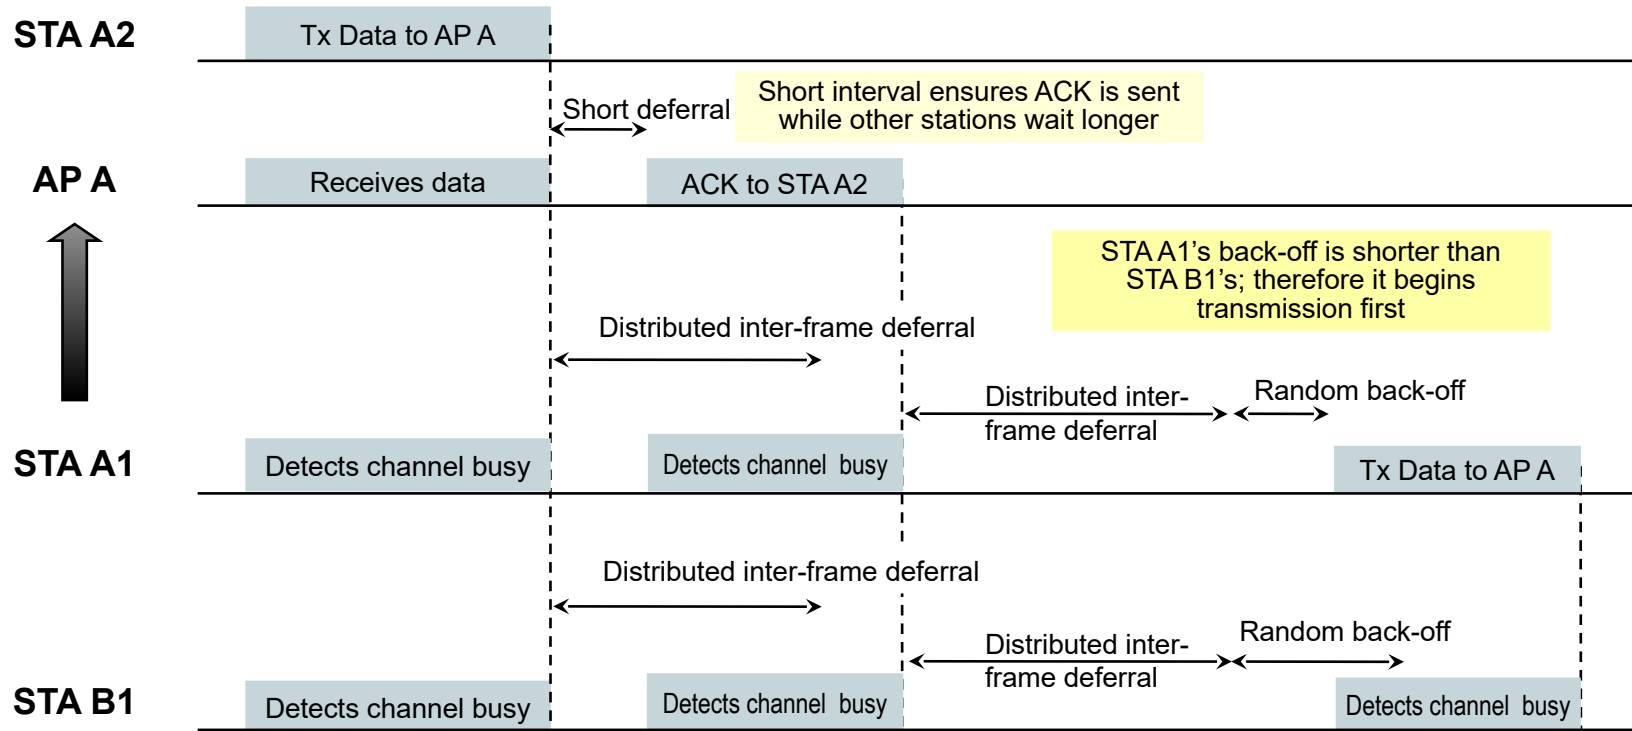 STA A2
Tx Data to AP A
Short deferral
Short interval ensures ACK is sent
while other stations wait longer
AP A
Receives data
ACK to STA A2
STA A1's back-off is shorter than
STA B1's; therefore it begins
transmission first
Distributed inter-frame deferral
Distributed inter-
frame deferral
Random back-off
STA A1
Detects channel busy
Detects channel busy
Tx Data to AP A
Distributed inter-frame deferral
Distributed inter-
frame deferral
Random back-off
STA B1
Detects channel busy
Detects channel busy
Detects channel busy